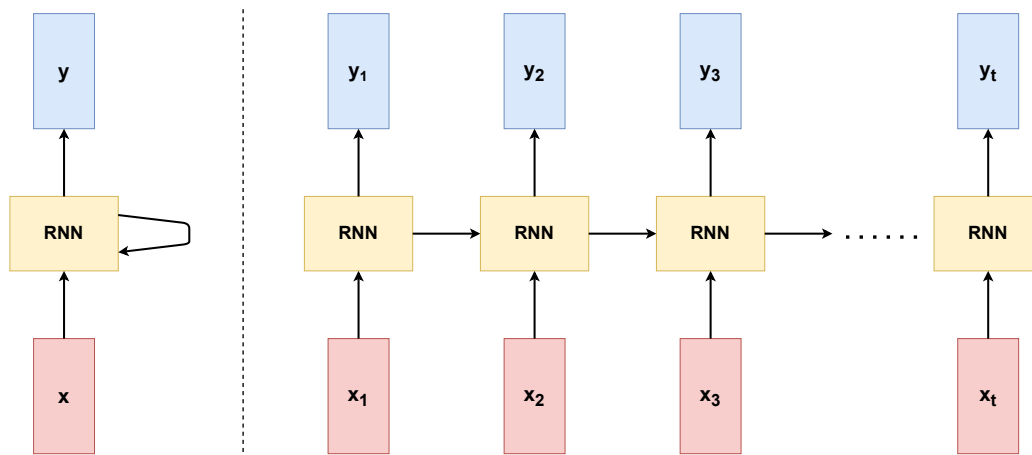 y y₁ y₂ y₃ yₜ
RNN RNN RNN RNN . . . . . . RNN
x x₁ x₂ x₃ xₜ